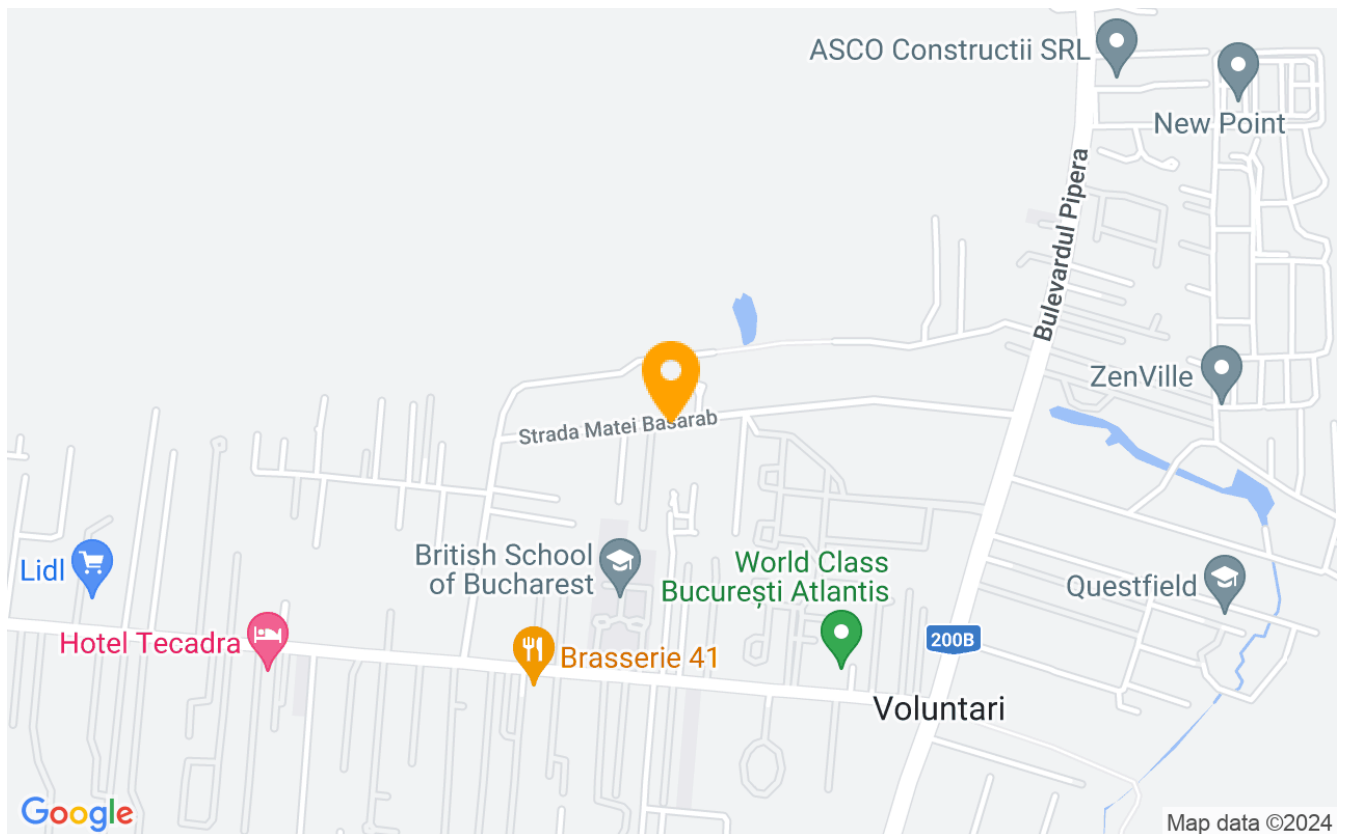 ASCO Constructii SRL
New Point
Bulevardul Pipera
ZenVille
Strada Matei Basarab
British School
of Bucharest
World Class
București Atlantis
Lidl
Questfield
Hotel Tecadra
Brasserie 41
200B
Voluntari
Google
Map data ©2024